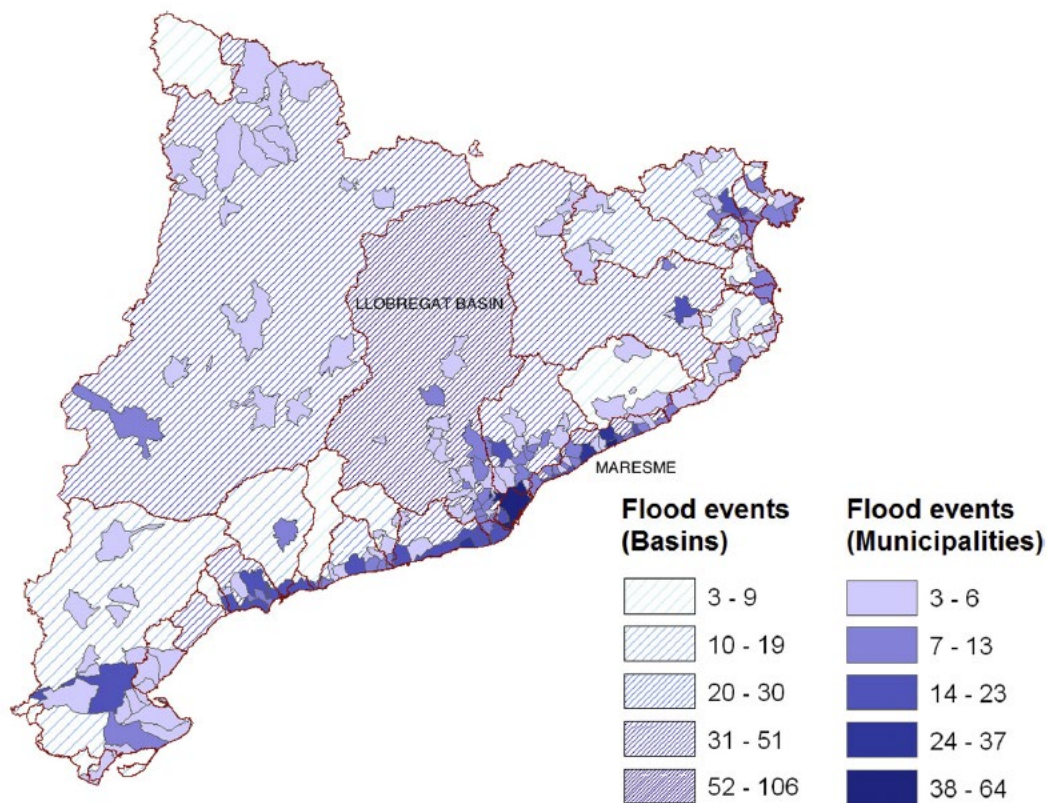 LLOBREGAT BASIN
MARESME
Flood events
(Basins)
3 - 9
10 - 19
20 - 30
31 - 51
52 - 106
Flood events
(Municipalities)
3 - 6
7 - 13
14 - 23
24 - 37
38 - 64